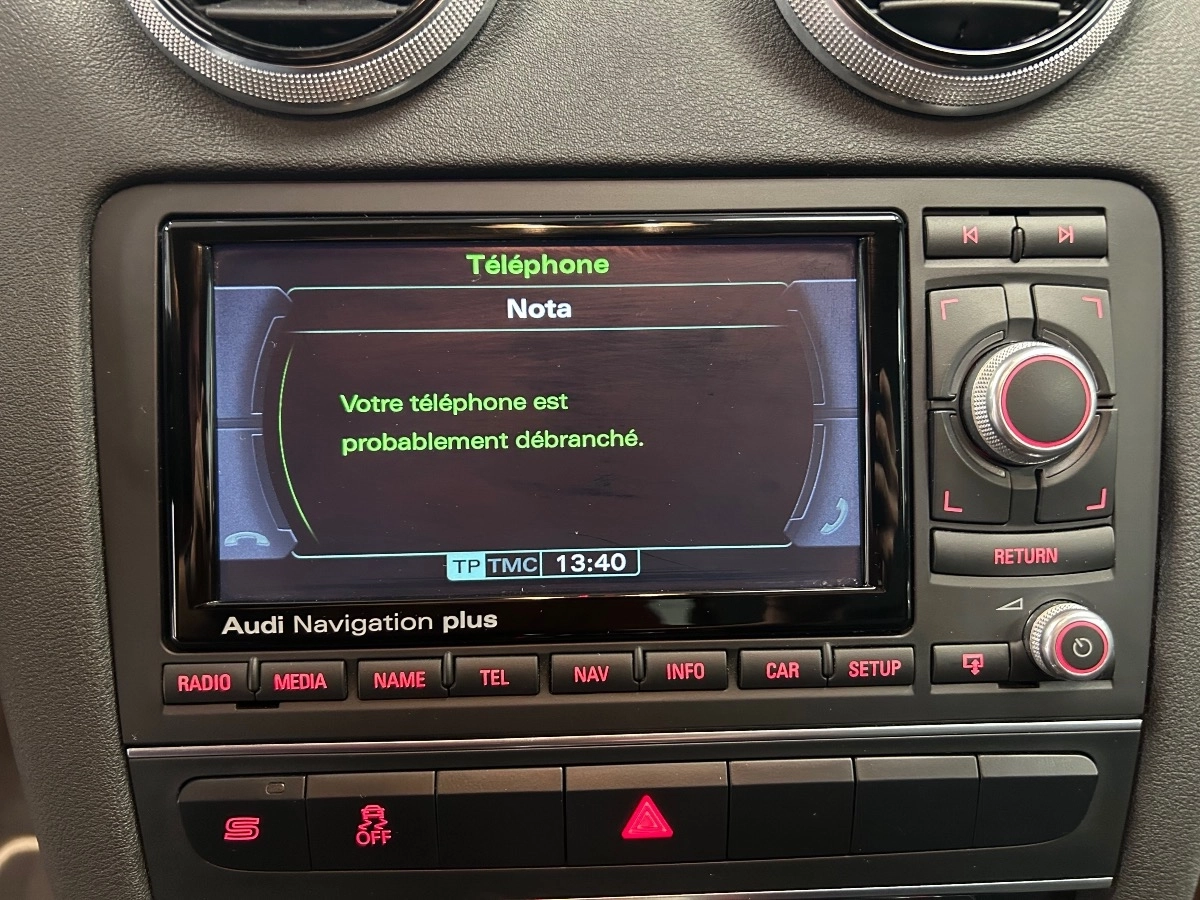 Téléphone
Nota
Votre téléphone est
probablement débranché.
TP TMC 13:40
Audi Navigation plus
RETURN
RADIO MEDIA NAME TEL NAV INFO CAR SETUP
S OFF